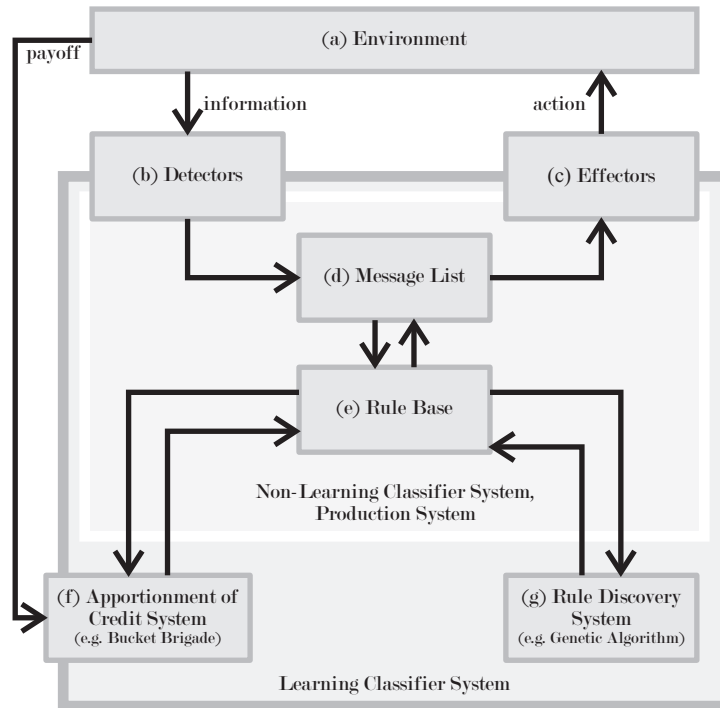 (a) Environment
payoff
information
action
(b) Detectors
(c) Effectors
(d) Message List
(e) Rule Base
Non-Learning Classifier System,
Production System
(f) Apportionment of
Credit System
(e.g. Bucket Brigade)
(g) Rule Discovery
System
(e.g. Genetic Algorithm)
Learning Classifier System